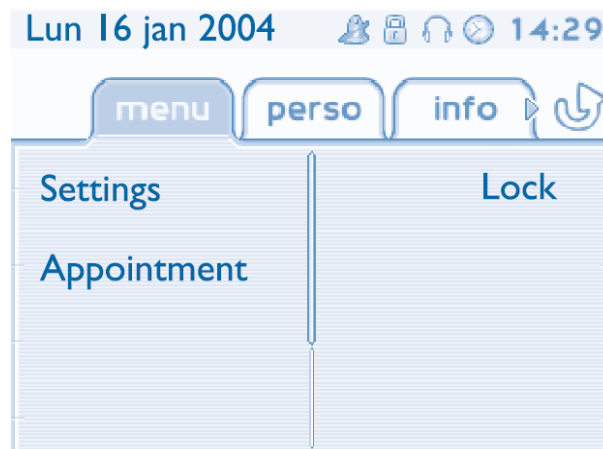 Lun 16 jan 2004 14:29
menu perso info
Settings Lock
Appointment